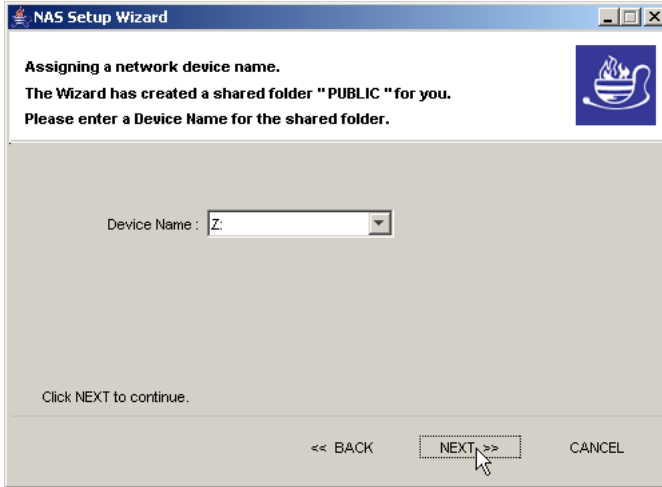 NAS Setup Wizard
Assigning a network device name.
The Wizard has created a shared folder "PUBLIC " for you.
Please enter a Device Name for the shared folder.
Device Name : Z:
Click NEXT to continue.
<< BACK NEXT >> CANCEL